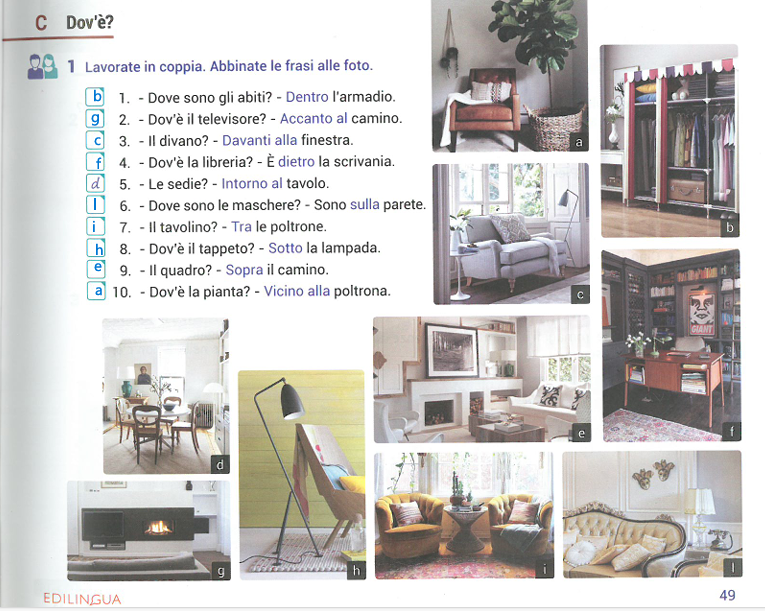 C Dov'è?
1 Lavorate in coppia. Abbinate le frasi alle foto.
b 1. - Dove sono gli abiti? - Dentro l'armadio.
g 2. - Dov'è il televisore? - Accanto al camino.
c 3. - Il divano? - Davanti alla finestra.
f 4. - Dov'è la libreria? - È dietro la scrivania.
d 5. - Le sedie? - Intorno al tavolo.
l 6. - Dove sono le maschere? - Sono sulla parete.
i 7. - Il tavolino? - Tra le poltrone.
h 8. - Dov'è il tappeto? - Sotto la lampada.
e 9. - Il quadro? - Sopra il camino.
a 10. - Dov'è la pianta? - Vicino alla poltrona.
a
b
c
GIANT
d
e
f
g
h
i
l
EDILINGUA
49